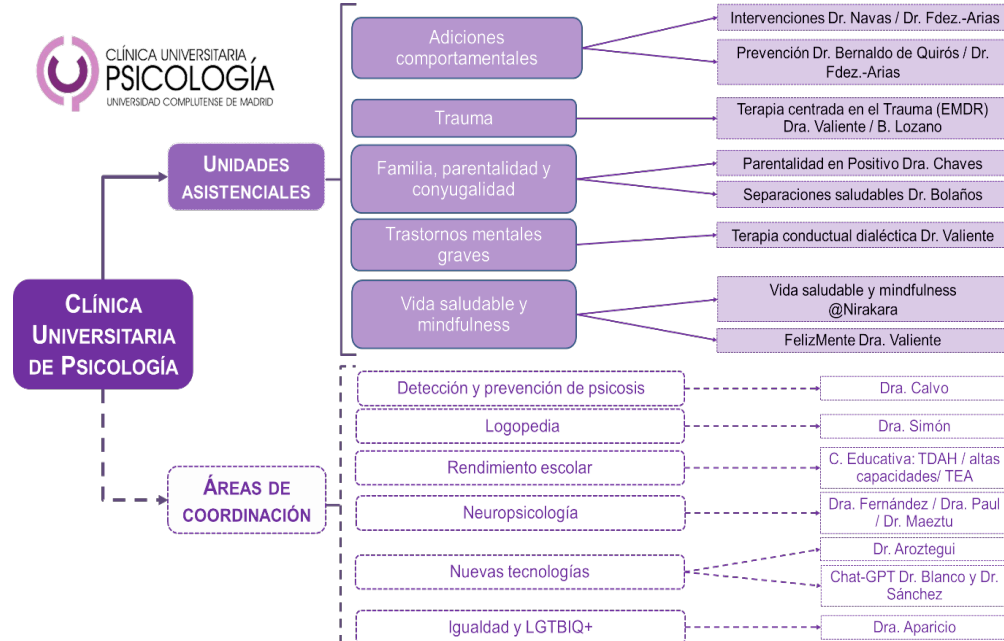 CLÍNICA UNIVERSITARIA
PSICOLOGÍA
UNIVERSIDAD COMPLUTENSE DE MADRID
CLÍNICA
UNIVERSITARIA
DE PSICOLOGÍA
UNIDADES
ASISTENCIALES
Adiciones
comportamentales
Intervenciones Dr. Navas / Dr. Fdez.-Arias
Prevención Dr. Bernaldo de Quirós / Dr.
Fdez.-Arias
Trauma
Terapia centrada en el Trauma (EMDR)
Dra. Valiente / B. Lozano
Familia, parentalidad y
conyugalidad
Parentalidad en Positivo Dra. Chaves
Separaciones saludables Dr. Bolaños
Trastornos mentales
graves
Terapia conductual dialéctica Dr. Valiente
Vida saludable y
mindfulness
Vida saludable y mindfulness
@Nirakara
FelizMente Dra. Valiente
ÁREAS DE
COORDINACIÓN
Detección y prevención de psicosis
Dra. Calvo
Logopedia
Dra. Simón
Rendimiento escolar
C. Educativa: TDAH / altas
capacidades/ TEA
Neuropsicología
Dra. Fernández / Dra. Paul
/ Dr. Maeztu
Nuevas tecnologías
Dr. Aroztegui
Chat-GPT Dr. Blanco y Dr.
Sánchez
Igualdad y LGTBIQ+
Dra. Aparicio